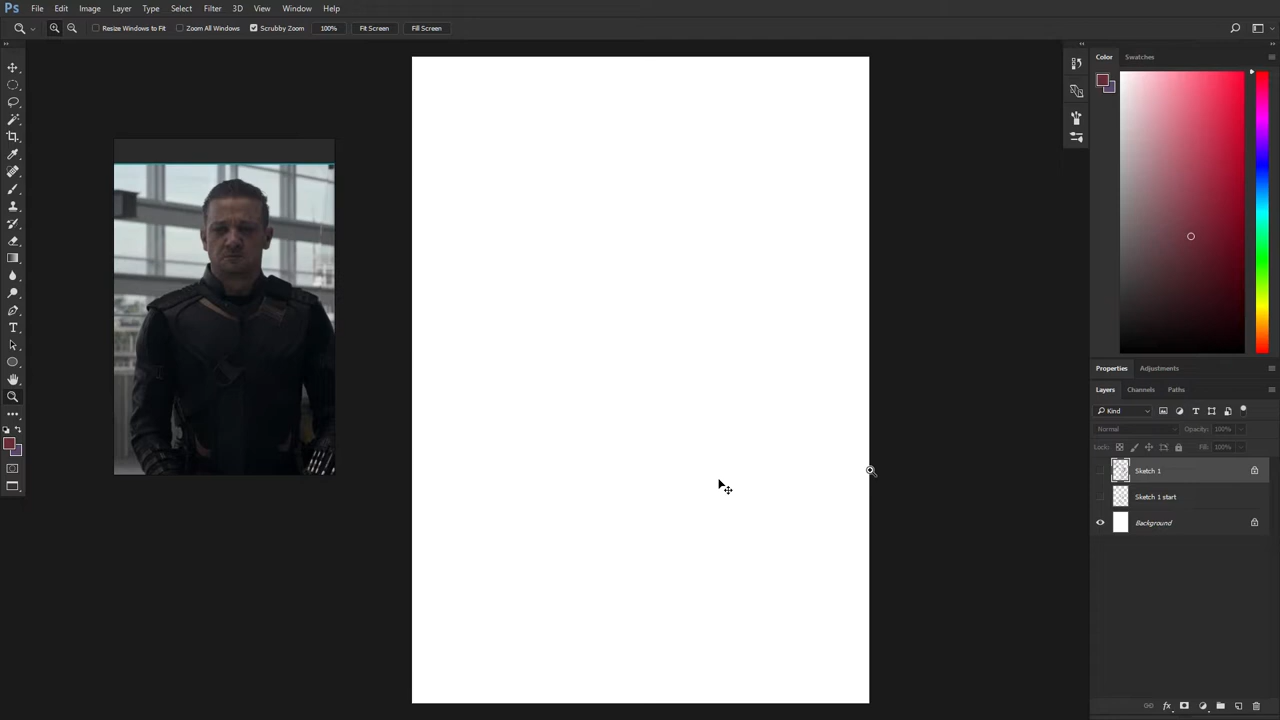 Ps File Edit Image Layer Type Select Filter 3D View Window Help
Resize Windows to Fit Zoom All Windows Scrubby Zoom 100% Fit Screen Fill Screen
Color Swatches
Properties Adjustments
Layers Channels Paths
Kind
Normal Opacity: 100%
Lock: Fill: 100%
Sketch 1
Sketch 1 start
Background